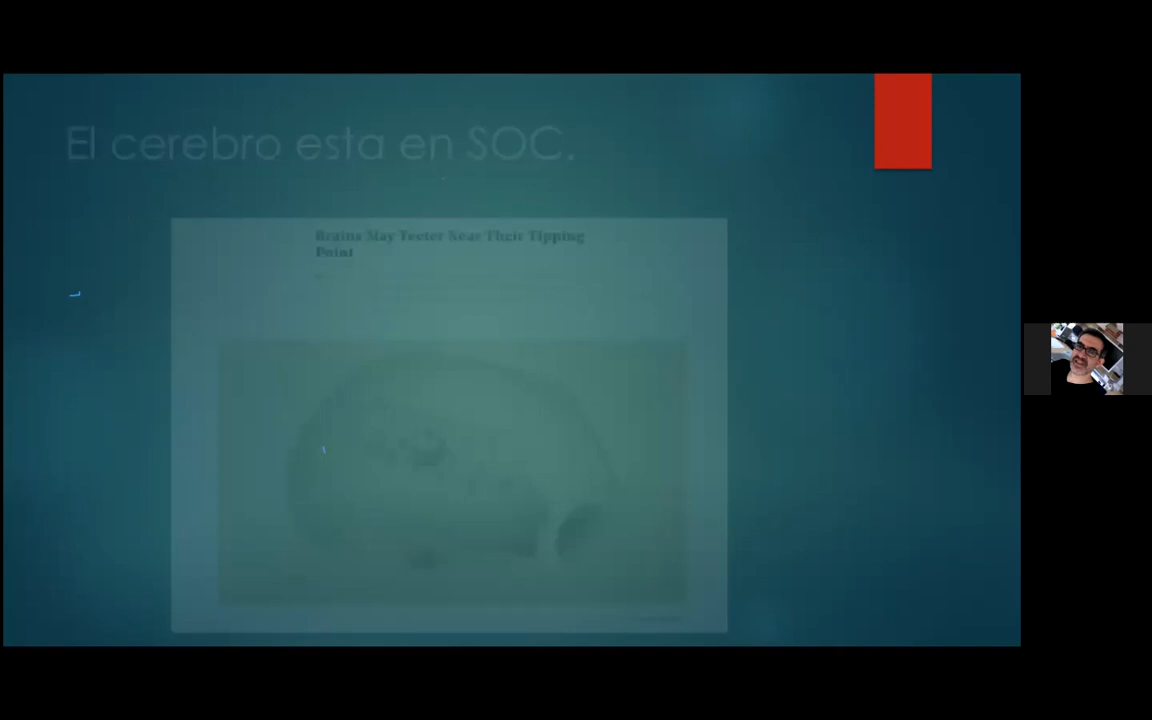 El cerebro esta en SOC.
Brains May Teeter Near Their Tipping
Point